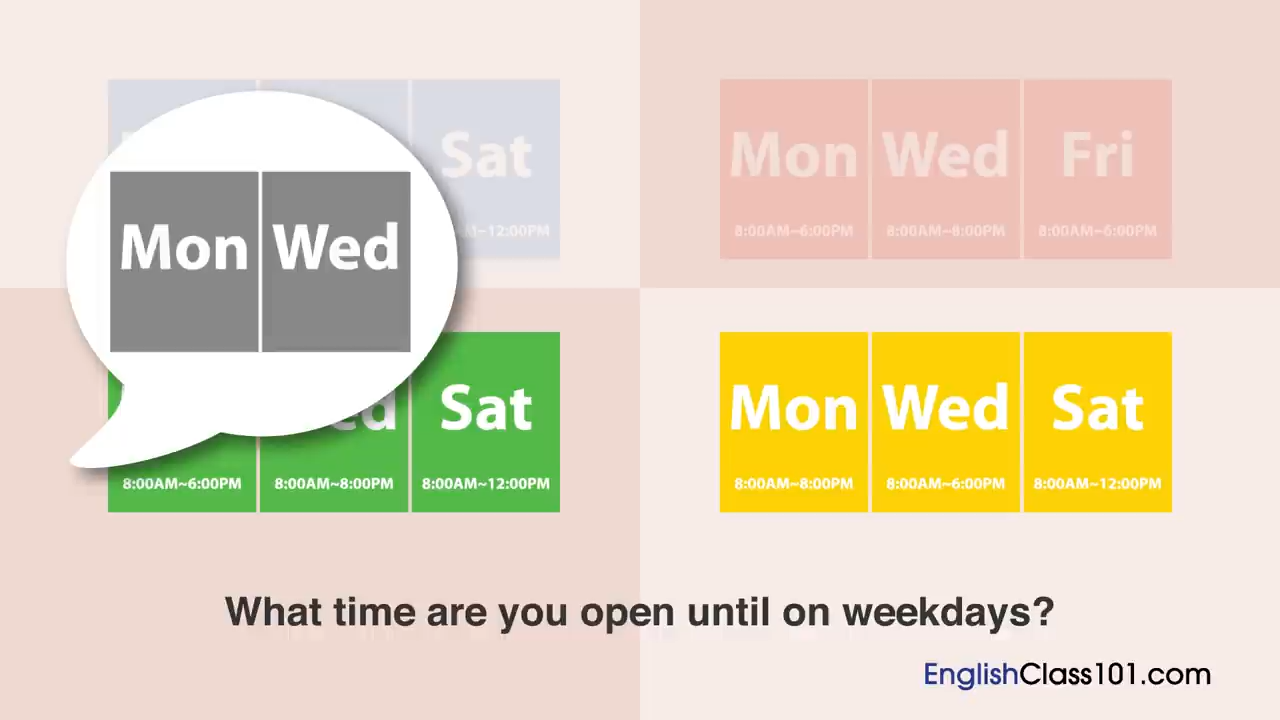 Sat
M~12:00PM
Mon Wed Fri
8:00AM~6:00PM 8:00AM~8:00PM 8:00AM~6:00PM
Mon Wed
ed Sat
8:00AM~6:00PM 8:00AM~8:00PM 8:00AM~12:00PM
Mon Wed Sat
8:00AM~8:00PM 8:00AM~6:00PM 8:00AM~12:00PM
What time are you open until on weekdays?
EnglishClass101.com